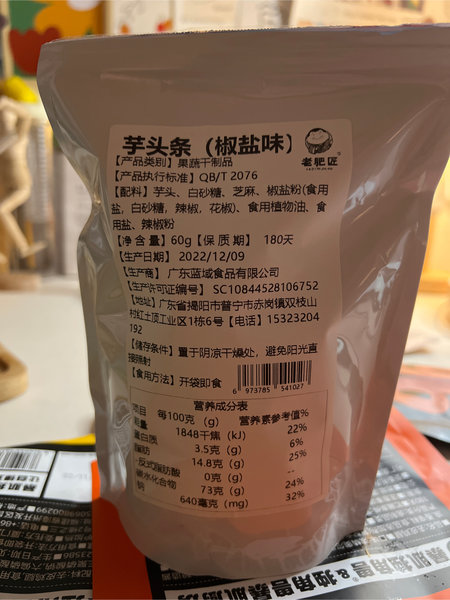 芋头条（椒盐味）
老肥匠
【产品类别】果蔬干制品
【产品执行标准】QB/T 2076
【配料】芋头、白砂糖、芝麻、椒盐粉(食用
盐，白砂糖，辣椒，花椒)、食用植物油、食
用盐、辣椒粉
【净含量】60g【保质期】 180天
【生产日期】2022/12/09
【生产商】 广东蓝域食品有限公司
【生产许可证编号】 SC10844528106752
【地址】广东省揭阳市普宁市赤岗镇双枝山
村红土顶工业区1栋6号【电话】15323204
192
【储存条件】置于阴凉干燥处，避免阳光直
接照射
【食用方法】开袋即食
6 973785 541027
营养成分表
项目 每100克 (g) 营养素参考值%
能量 1848千焦 (kJ) 22%
蛋白质 3.5克 (g) 6%
脂肪 14.8克 (g) 25%
-反式脂肪酸 0克 (g) --
碳水化合物 73克 (g) 24%
钠 640毫克 (mg) 32%